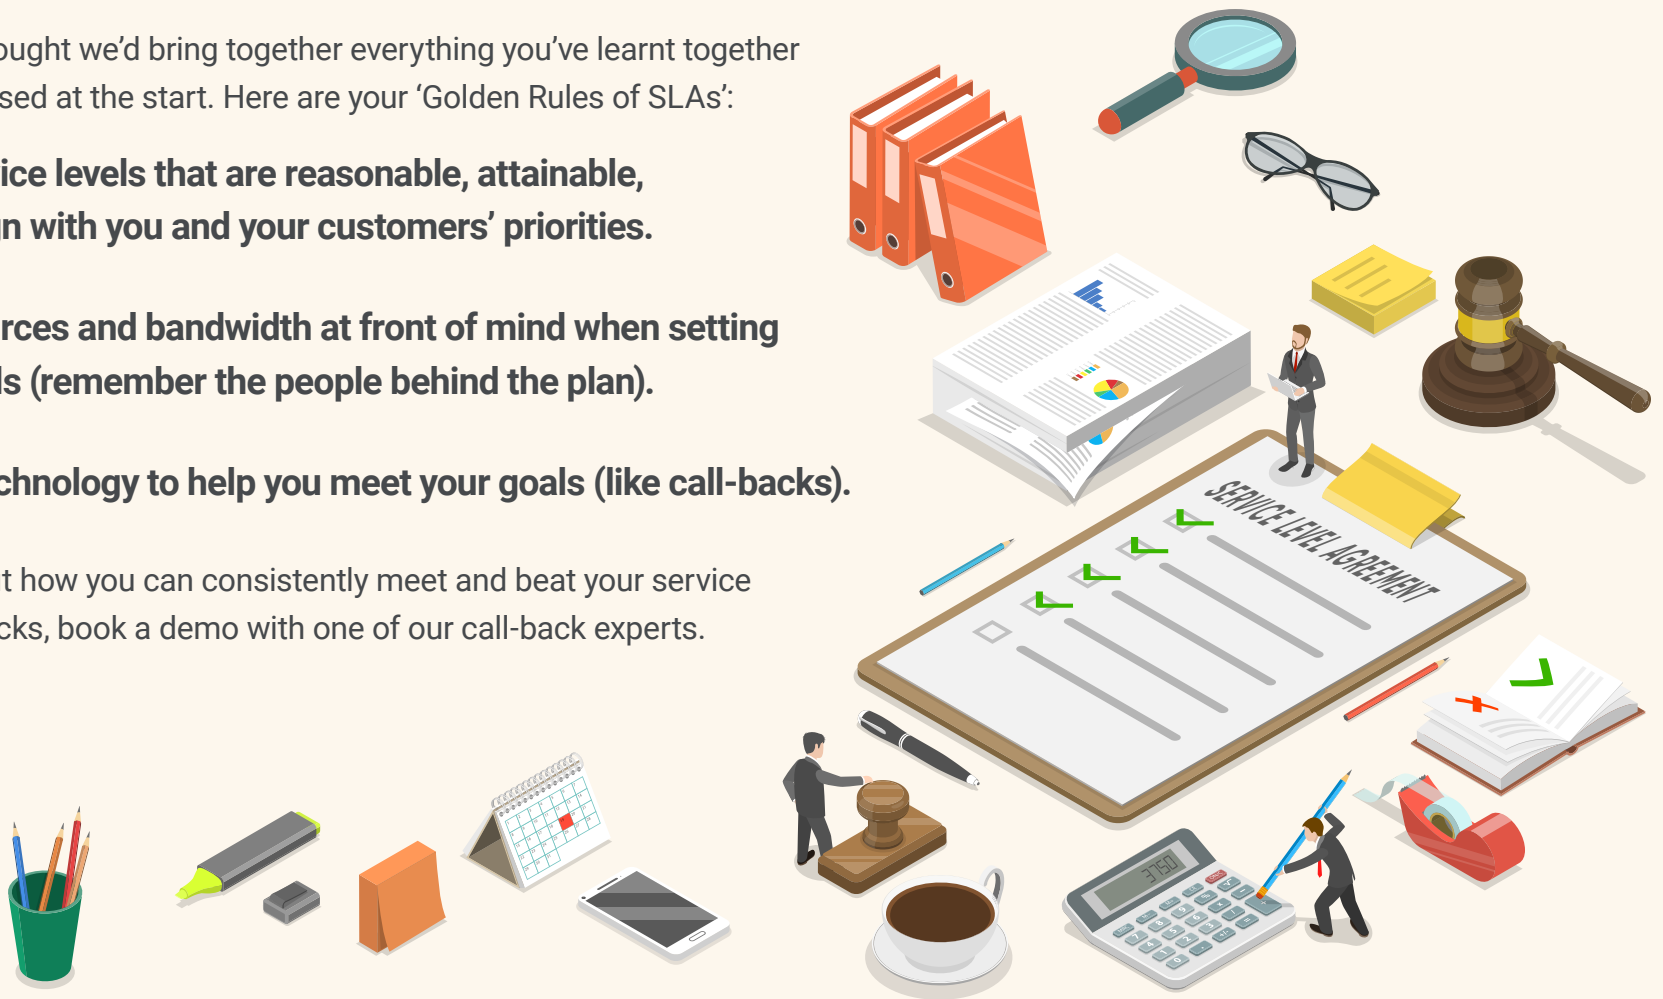 ought we’d bring together everything you’ve learnt together
sed at the start. Here are your ‘Golden Rules of SLAs’:
ice levels that are reasonable, attainable,
gn with you and your customers’ priorities.
rces and bandwidth at front of mind when setting
ls (remember the people behind the plan).
chnology to help you meet your goals (like call-backs).
t how you can consistently meet and beat your service
cks, book a demo with one of our call-back experts.
SERVICE LEVEL AGREEMENT
3750